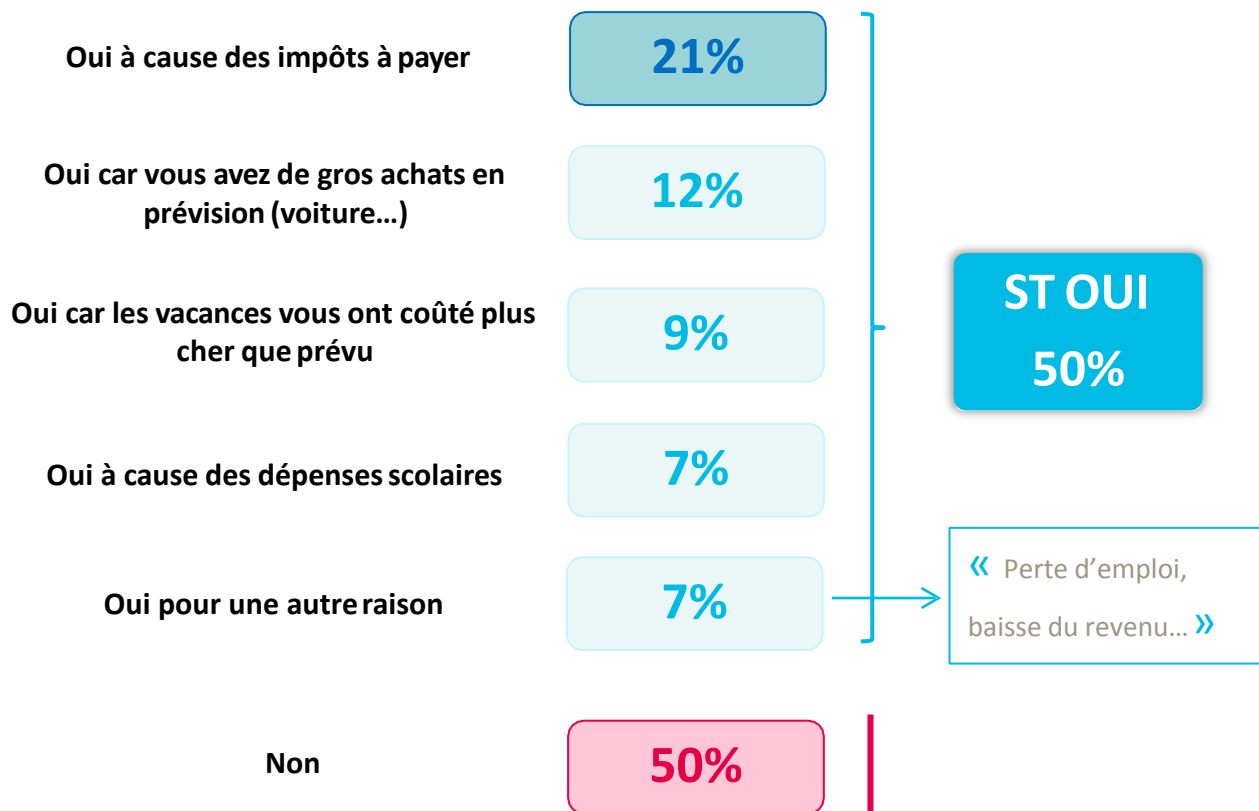 Oui à cause des impôts à payer
21%
Oui car vous avez de gros achats en
prévision (voiture…)
12%
Oui car les vacances vous ont coûté plus
cher que prévu
9%
Oui à cause des dépenses scolaires
7%
Oui pour une autre raison
7%
Non
50%
ST OUI
50%
« Perte d’emploi,
baisse du revenu… »